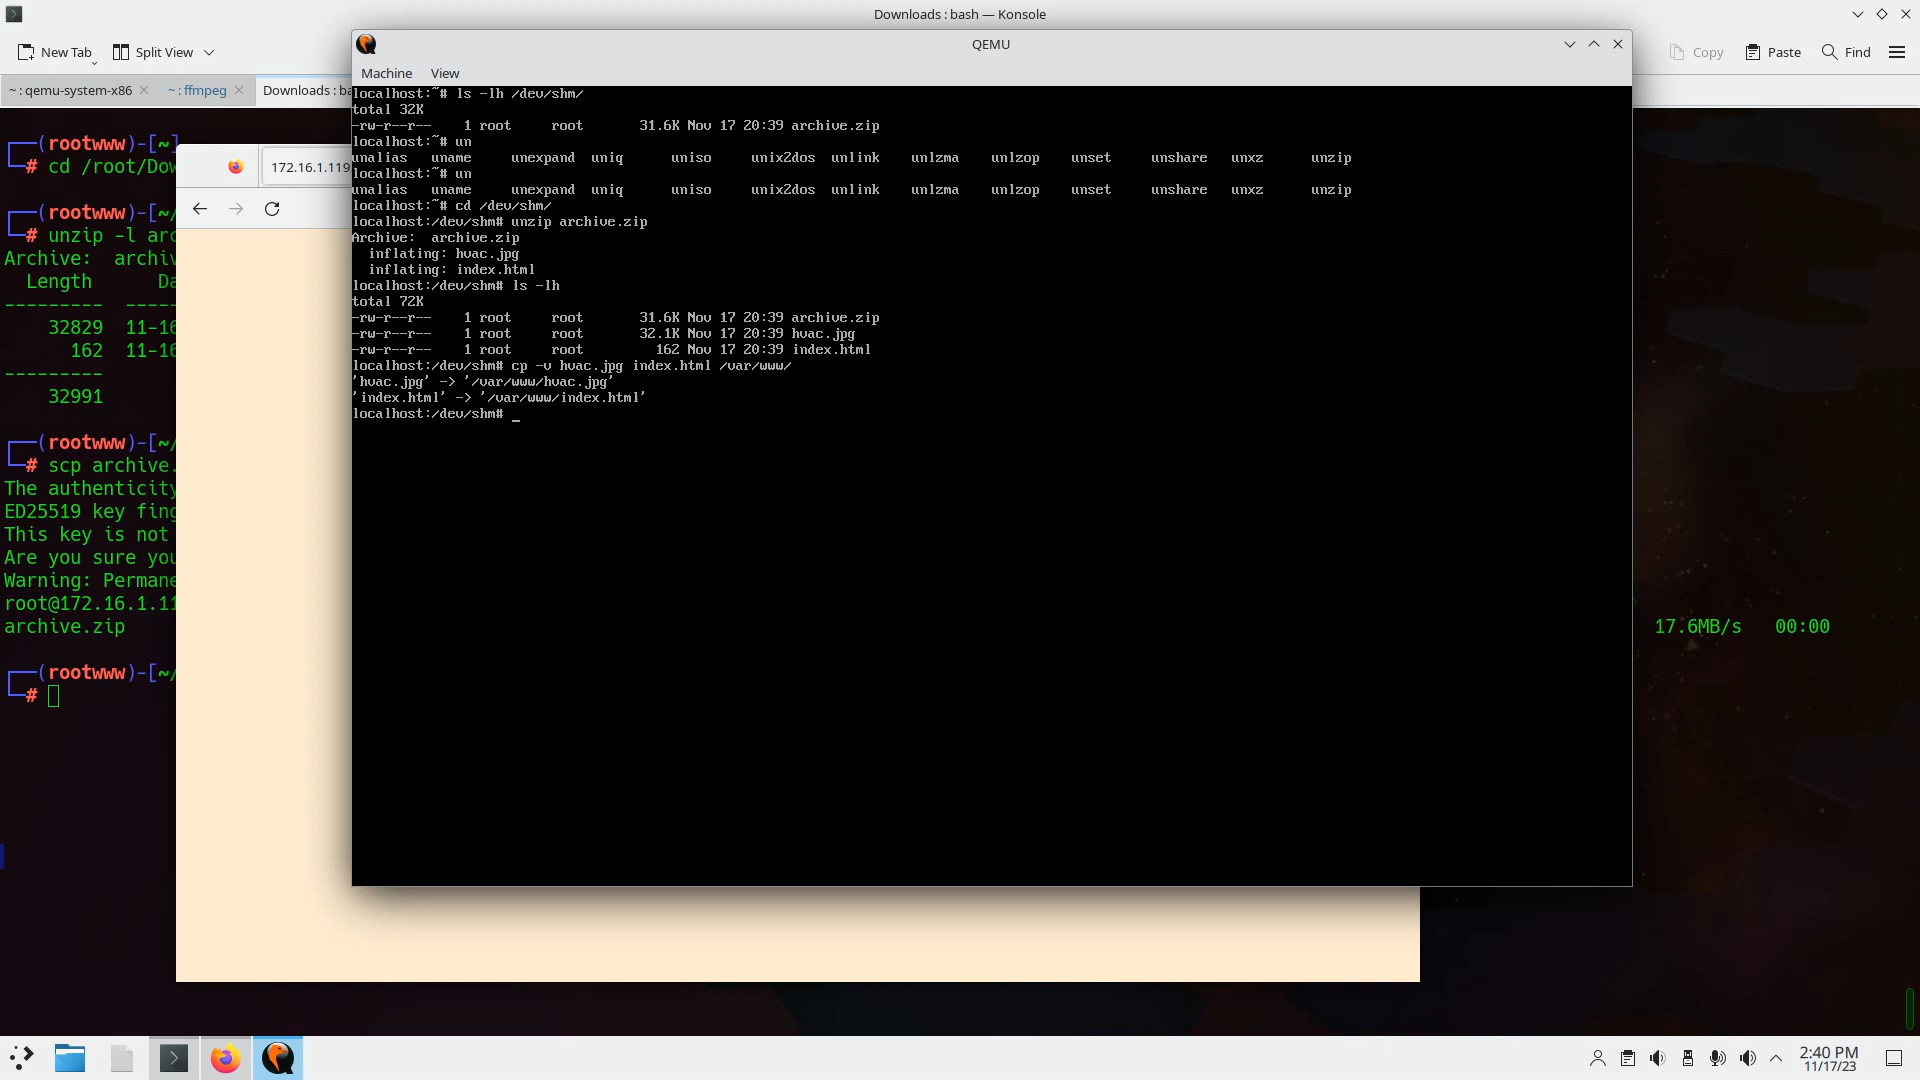 Downloads : bash — Konsole
New Tab
Split View
Copy
Paste
Find
~ : qemu-system-x86
~ : ffmpeg
Downloads : ba
(rootwww)-[~]
# cd /root/Dow
(rootwww)-[~/
# unzip -l arc
Archive: archiv
Length Da
--------- -----
32829 11-16
162 11-16
---------
32991
(rootwww)-[~/
# scp archive.
The authenticity
ED25519 key fing
This key is not
Are you sure you
Warning: Permane
root@172.16.1.11
archive.zip
17.6MB/s 00:00
(rootwww)-[~/
#
172.16.1.119
QEMU
Machine View
localhost:~# ls -lh /dev/shm/
total 32K
-rw-r--r-- 1 root root 31.6K Nov 17 20:39 archive.zip
localhost:~# un
unalias uname unexpand uniq uniso unix2dos unlink unlzma unlzop unset unshare unxz unzip
localhost:~# un
unalias uname unexpand uniq uniso unix2dos unlink unlzma unlzop unset unshare unxz unzip
localhost:~# cd /dev/shm/
localhost:/dev/shm# unzip archive.zip
Archive: archive.zip
inflating: hvac.jpg
inflating: index.html
localhost:/dev/shm# ls -lh
total 72K
-rw-r--r-- 1 root root 31.6K Nov 17 20:39 archive.zip
-rw-r--r-- 1 root root 32.1K Nov 17 20:39 hvac.jpg
-rw-r--r-- 1 root root 162 Nov 17 20:39 index.html
localhost:/dev/shm# cp -v hvac.jpg index.html /var/www/
'hvac.jpg' -> '/var/www/hvac.jpg'
'index.html' -> '/var/www/index.html'
localhost:/dev/shm# _
2:40 PM
11/17/23